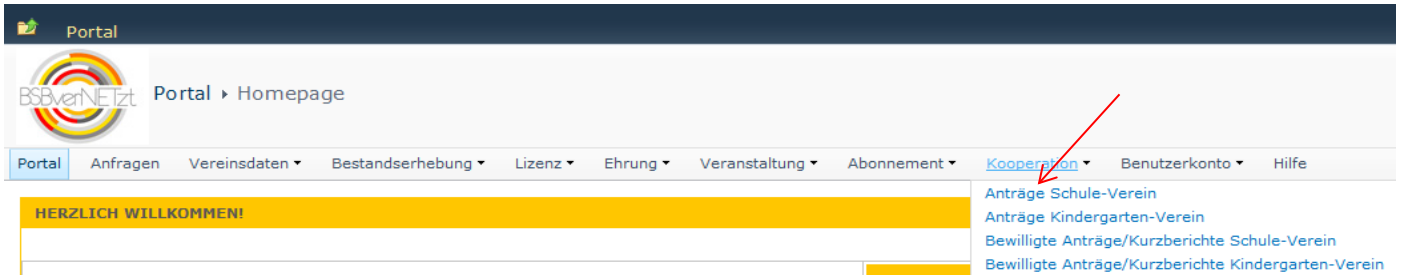 Portal
BSBverNETzt
Portal ▸ Homepage
Portal Anfragen Vereinsdaten Bestandserhebung Lizenz Ehrung Veranstaltung Abonnement Kooperation Benutzerkonto Hilfe
Anträge Schule-Verein
HERZLICH WILLKOMMEN!
Anträge Kindergarten-Verein
Bewilligte Anträge/Kurzberichte Schule-Verein
Bewilligte Anträge/Kurzberichte Kindergarten-Verein